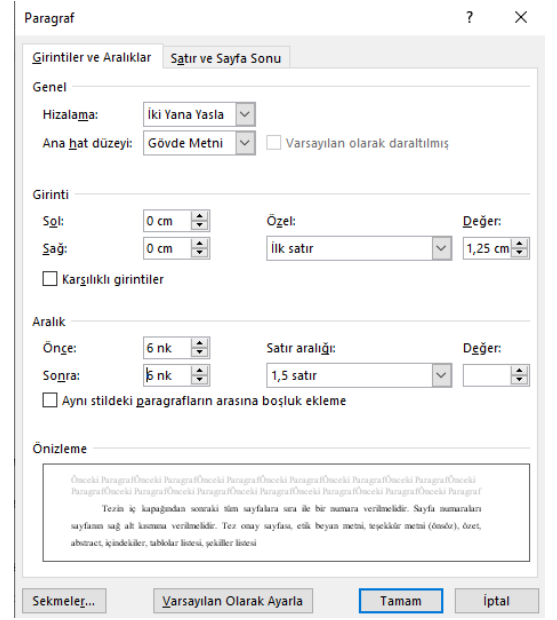 Paragraf ? ✕
Girintiler ve Aralıklar Satır ve Sayfa Sonu
Genel
Hizalama: İki Yana Yasla
Ana hat düzeyi: Gövde Metni Varsayılan olarak daraltılmış
Girinti
Sol: 0 cm Özel: Değer:
Sağ: 0 cm İlk satır 1,25 cm
Karşılıklı girintiler
Aralık
Önce: 6 nk Satır aralığı: Değer:
Sonra: 6 nk 1,5 satır
Aynı stildeki paragrafların arasına boşluk ekleme
Önizleme
Önceki ParagrafÖnceki ParagrafÖnceki ParagrafÖnceki ParagrafÖnceki ParagrafÖnceki ParagrafÖnceki
ParagrafÖnceki ParagrafÖnceki ParagrafÖnceki ParagrafÖnceki ParagrafÖnceki ParagrafÖnceki Paragraf
Tezin iç kapağından sonraki tüm sayfalara sıra ile bir numara verilmelidir. Sayfa numaraları
sayfanın sağ alt kısmına verilmelidir. Tez onay sayfası, etik beyan metni, teşekkür metni (önsöz), özet,
abstract, içindekiler, tablolar listesi, şekiller listesi
Sekmeler... Varsayılan Olarak Ayarla Tamam İptal